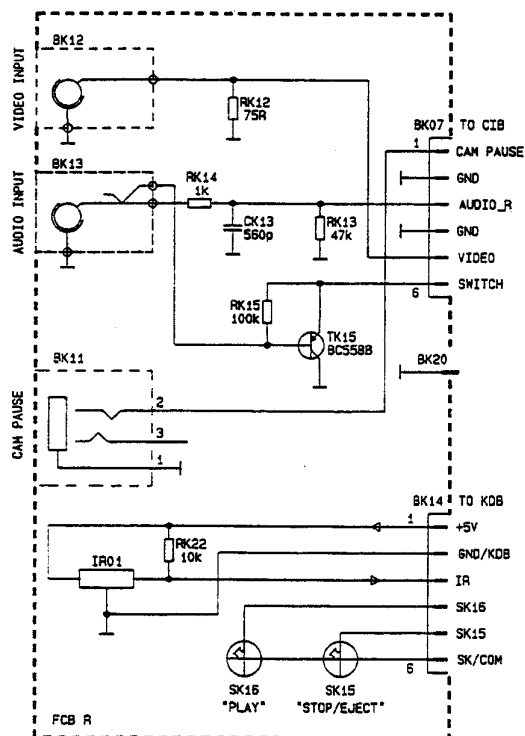 BK12
VIDEO INPUT
RK12
75R
BK07
TO CIB
1
CAM PAUSE
GND
AUDIO_R
GND
VIDEO
SWITCH
6
BK13
AUDIO INPUT
RK14
1k
CK13
560p
RK13
47k
RK15
100k
TK15
BC558B
BK20
BK11
CAM PAUSE
2
3
1
BK14
TO KDB
1
+5V
GND/KDB
IR
SK16
SK15
SK/COM
6
RK22
10k
IR01
SK16
"PLAY"
SK15
"STOP/EJECT"
FCB R